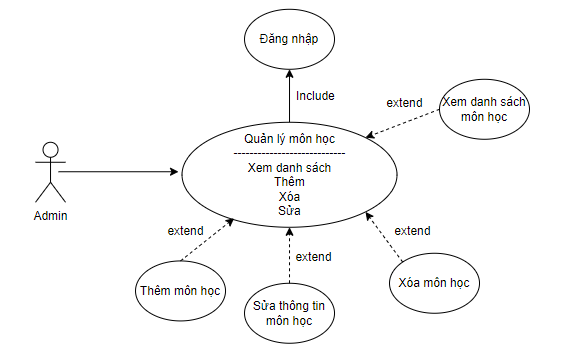 Đăng nhập
Include
Xem danh sách
môn học
extend
Quản lý môn học
----------------------------
Xem danh sách
Thêm
Xóa
Sửa
Admin
extend
extend
extend
Thêm môn học
Sửa thông tin
môn học
Xóa môn học